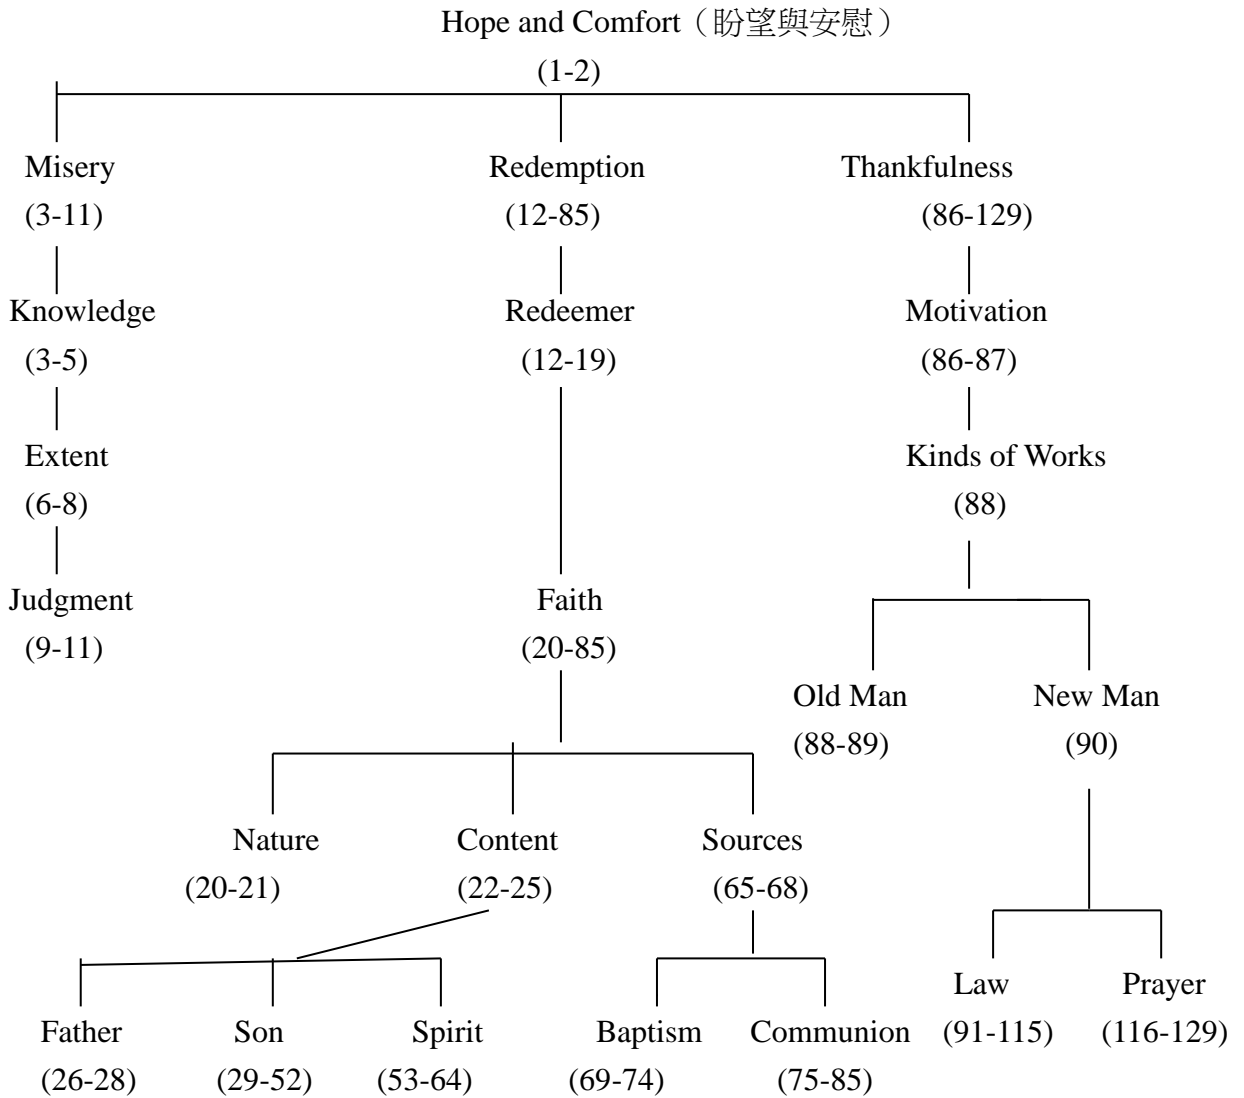 Hope and Comfort（盼望與安慰）
(1-2)
Misery Redemption Thankfulness
(3-11) (12-85) (86-129)
Knowledge Redeemer Motivation
(3-5) (12-19) (86-87)
Extent Kinds of Works
(6-8) (88)
Judgment Faith
(9-11) (20-85)
Old Man New Man
(88-89) (90)
Nature Content Sources
(20-21) (22-25) (65-68)
Law Prayer
(91-115) (116-129)
Father Son Spirit Baptism Communion
(26-28) (29-52) (53-64) (69-74) (75-85)